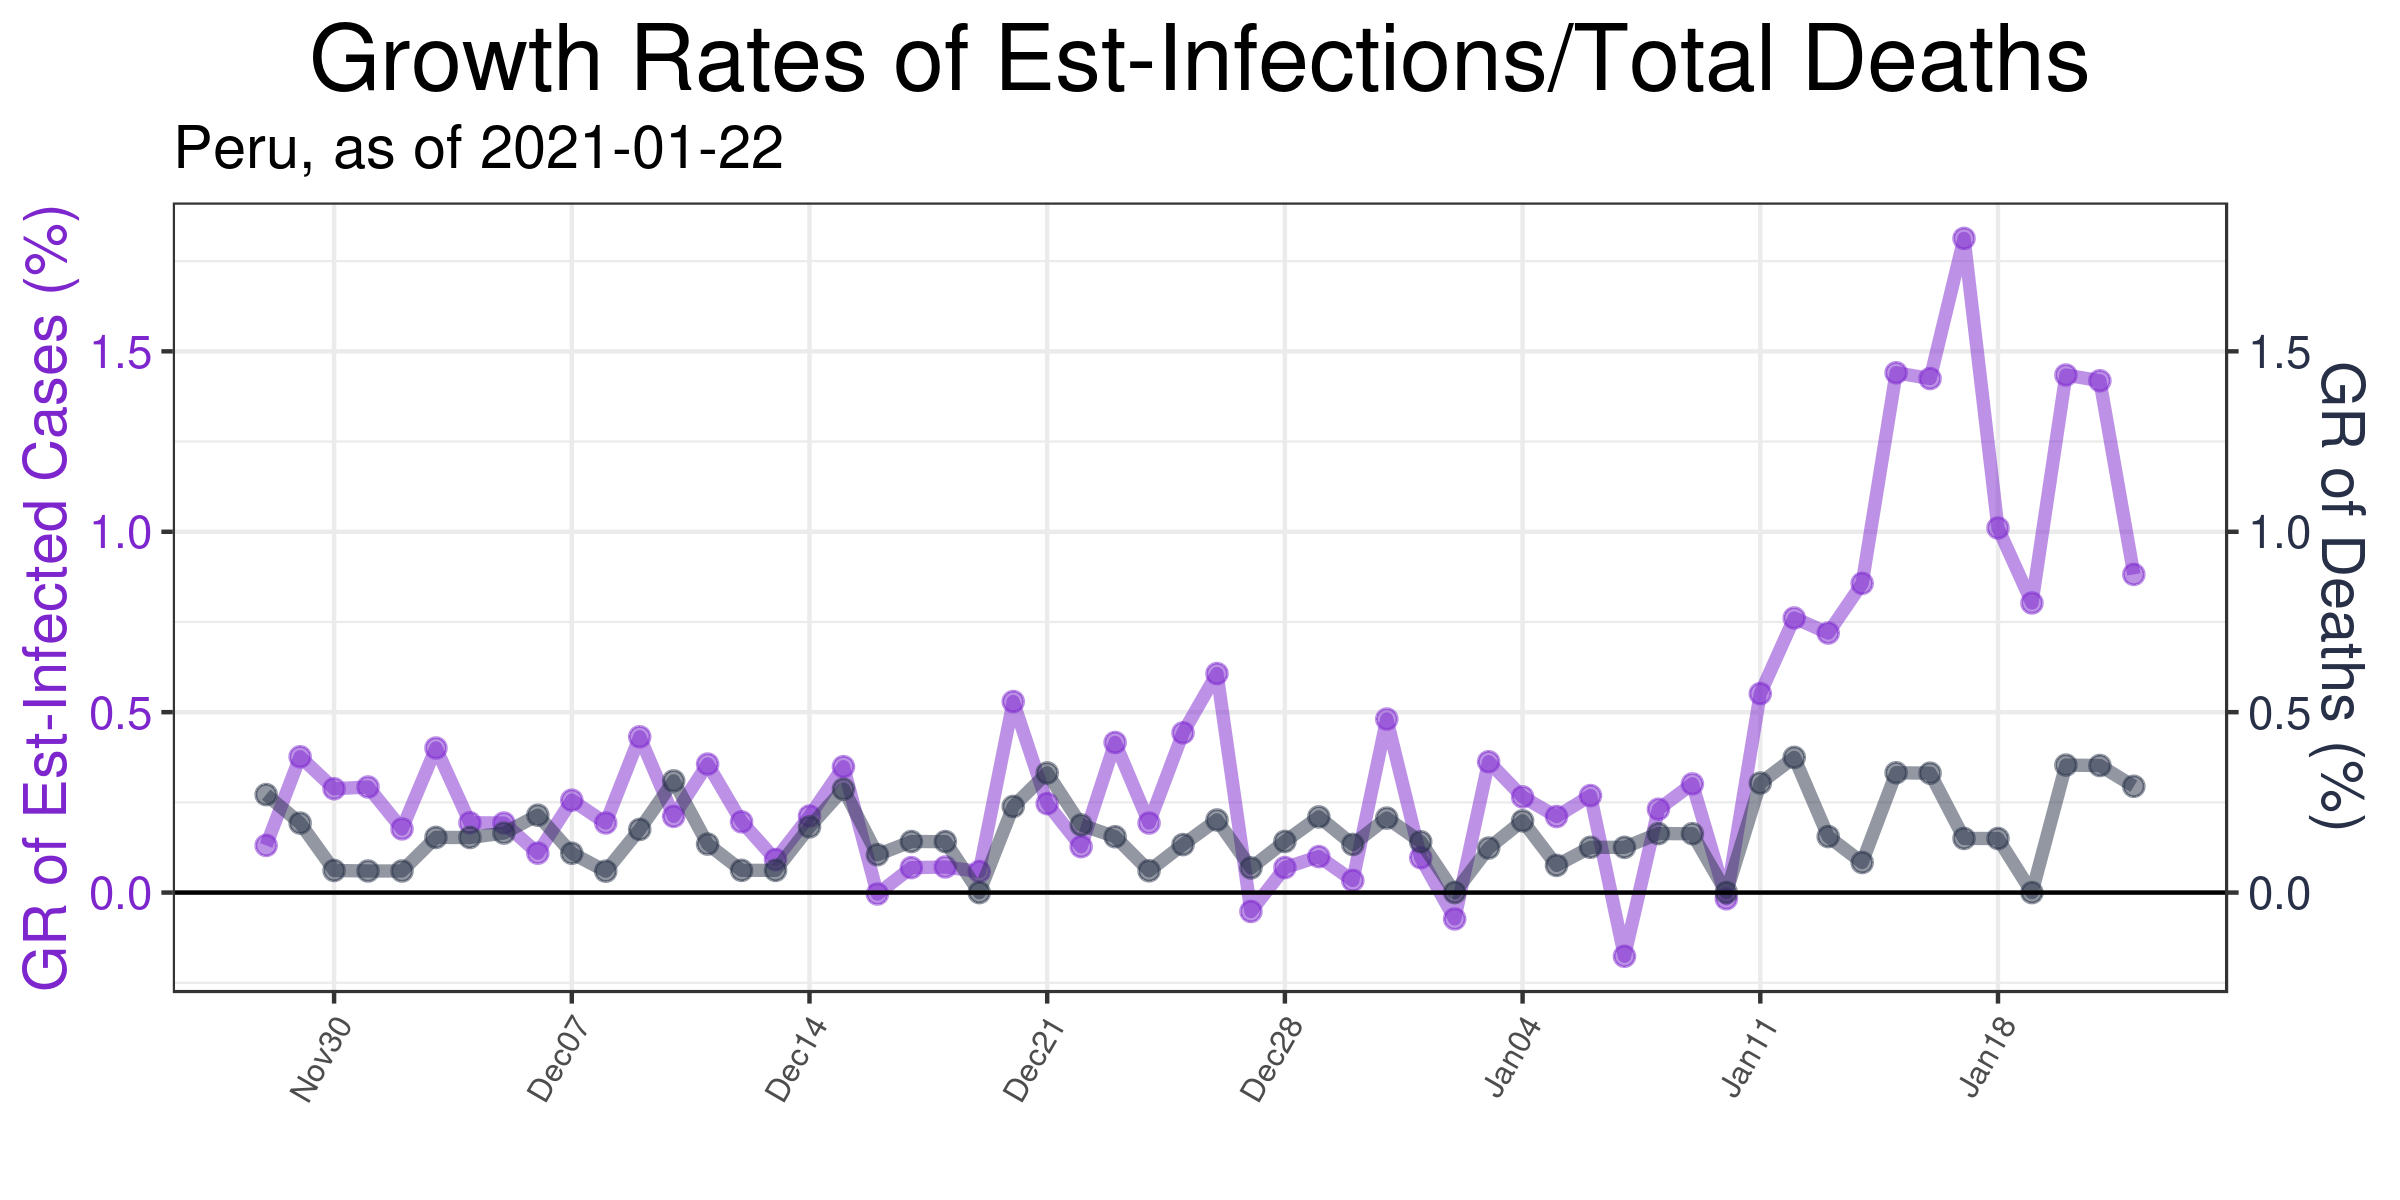 Growth Rates of Est-Infections/Total Deaths
Peru, as of 2021-01-22
GR of Est-Infected Cases (%)
1.5
1.0
0.5
0.0
1.5
1.0
0.5
0.0
GR of Deaths (%)
Nov30
Dec07
Dec14
Dec21
Dec28
Jan04
Jan11
Jan18